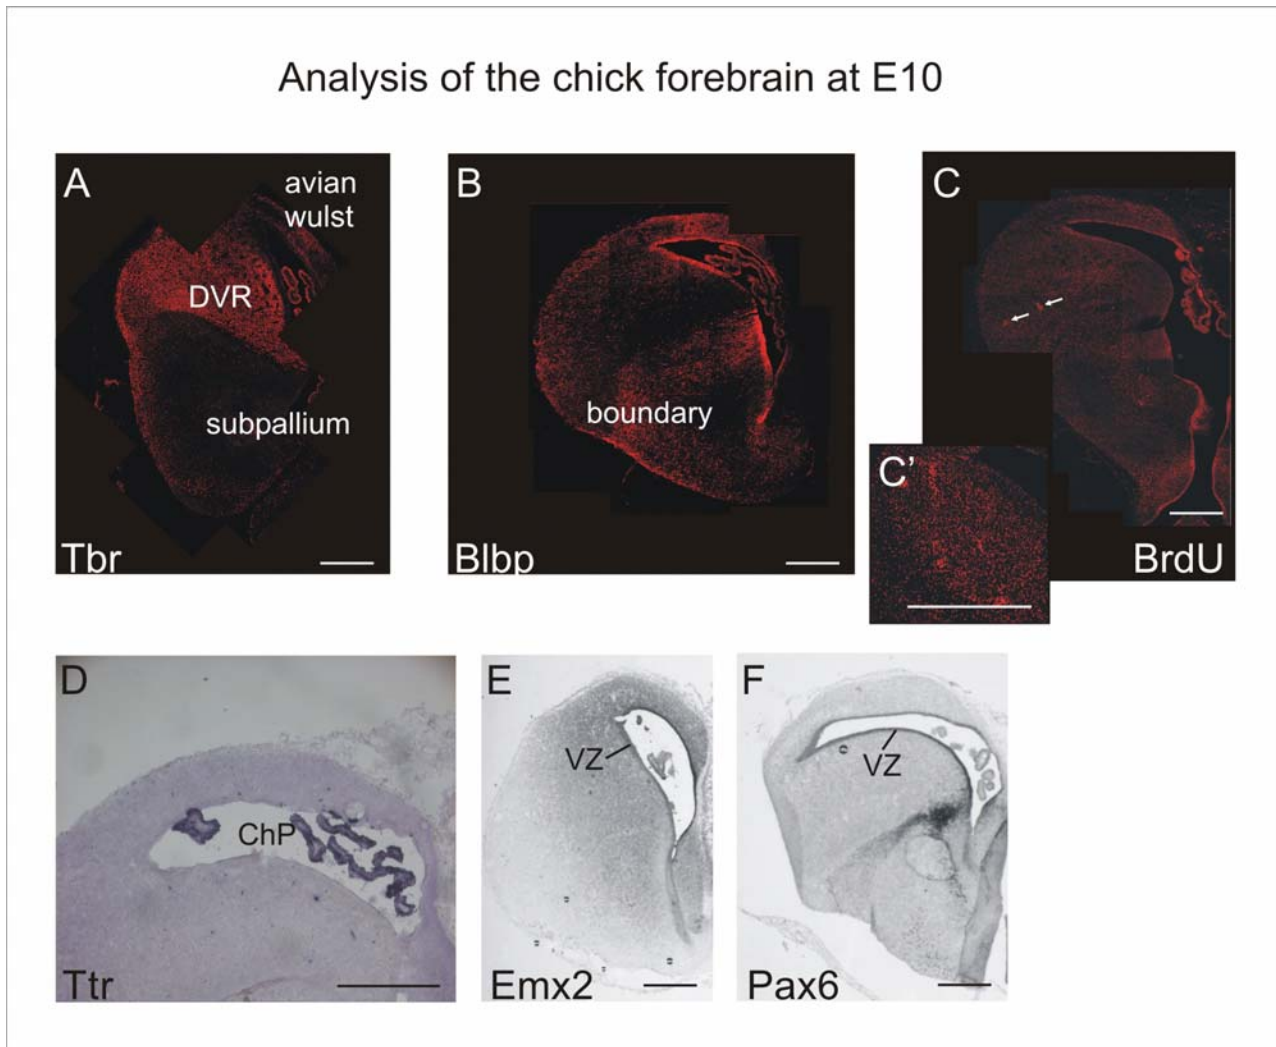 Analysis of the chick forebrain at E10
A
avian
wulst
DVR
subpallium
Tbr
B
boundary
Blbp
C
C'
BrdU
D
ChP
Ttr
E
VZ
Emx2
F
VZ
Pax6